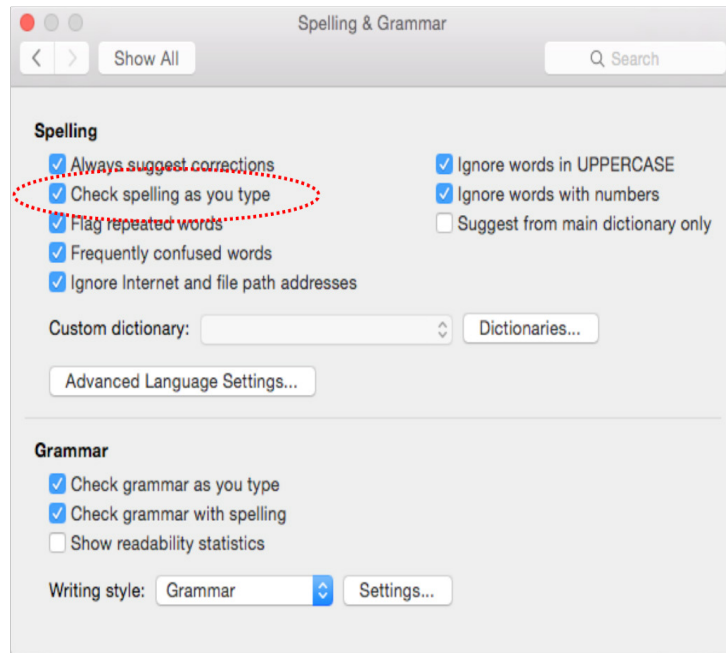 Spelling & Grammar
Show All
Search
Spelling
Always suggest corrections
Ignore words in UPPERCASE
Check spelling as you type
Ignore words with numbers
Flag repeated words
Suggest from main dictionary only
Frequently confused words
Ignore Internet and file path addresses
Custom dictionary:
Dictionaries...
Advanced Language Settings...
Grammar
Check grammar as you type
Check grammar with spelling
Show readability statistics
Writing style: Grammar
Settings...